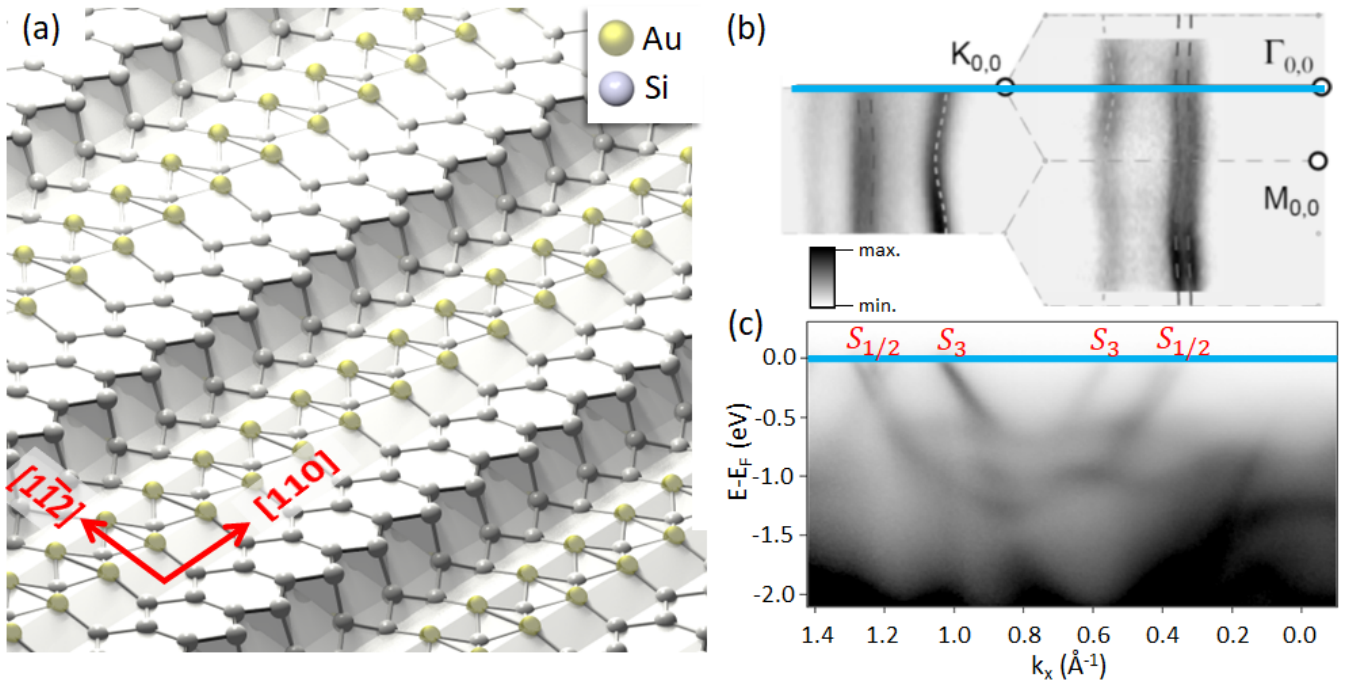 (a)
Au
Si
[11̅2]
[110]
(b)
K0,0
Γ0,0
M0,0
max.
min.
(c)
S1/2 S3 S3 S1/2
0.0
-0.5
-1.0
-1.5
-2.0
E-EF (eV)
1.4 1.2 1.0 0.8 0.6 0.4 0.2 0.0
kx (Å-1)